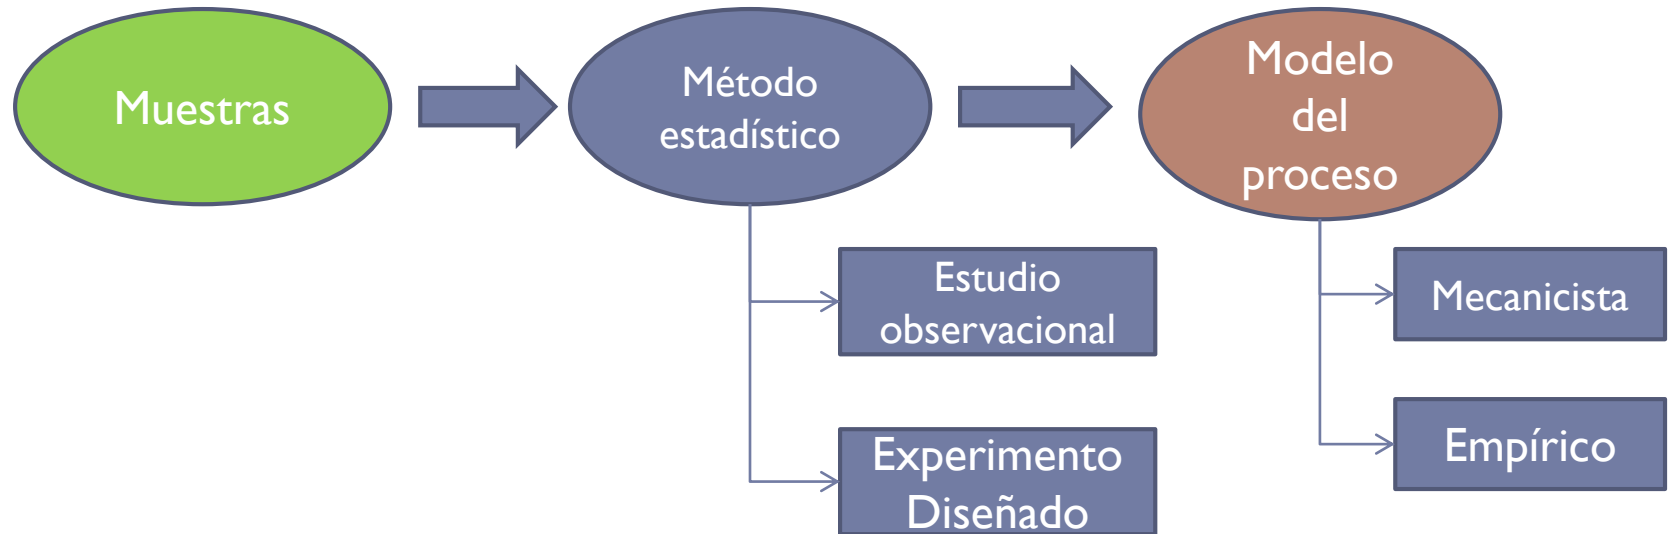 Muestras
Método
estadístico
Modelo
del
proceso
Estudio
observacional
Mecanicista
Experimento
Diseñado
Empírico